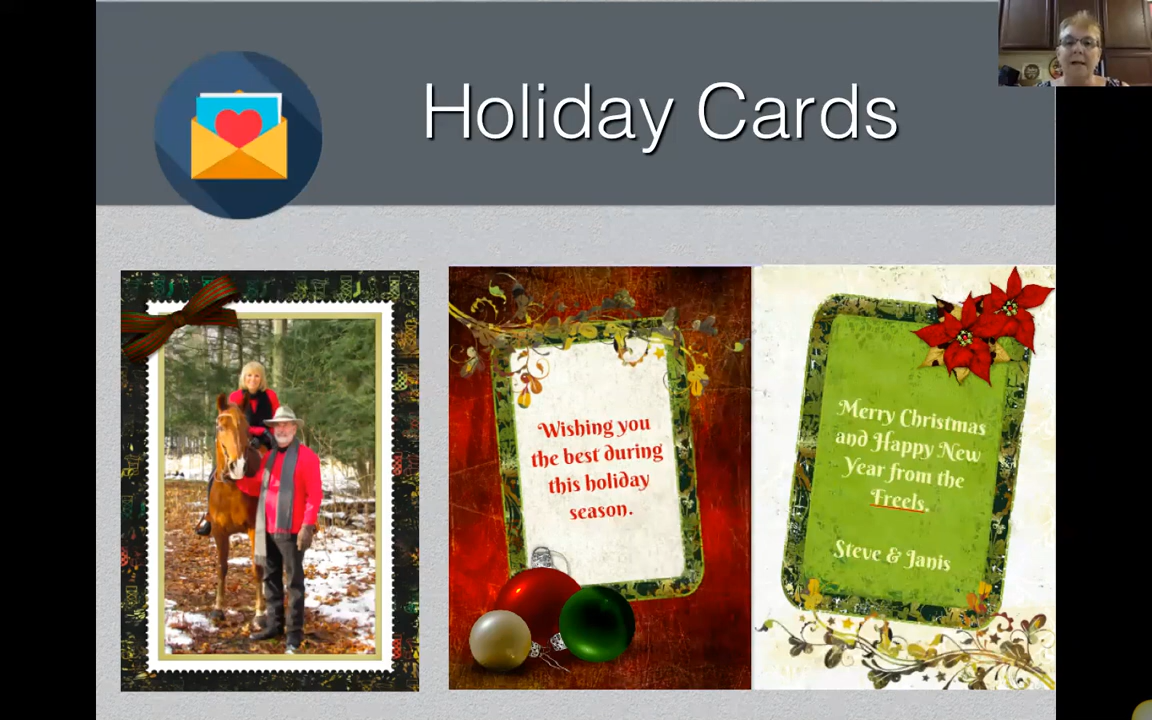 Holiday Cards
Wishing you
the best during
this holiday
season.
Merry Christmas
and Happy New
Year from the
Freels.
Steve & Janis